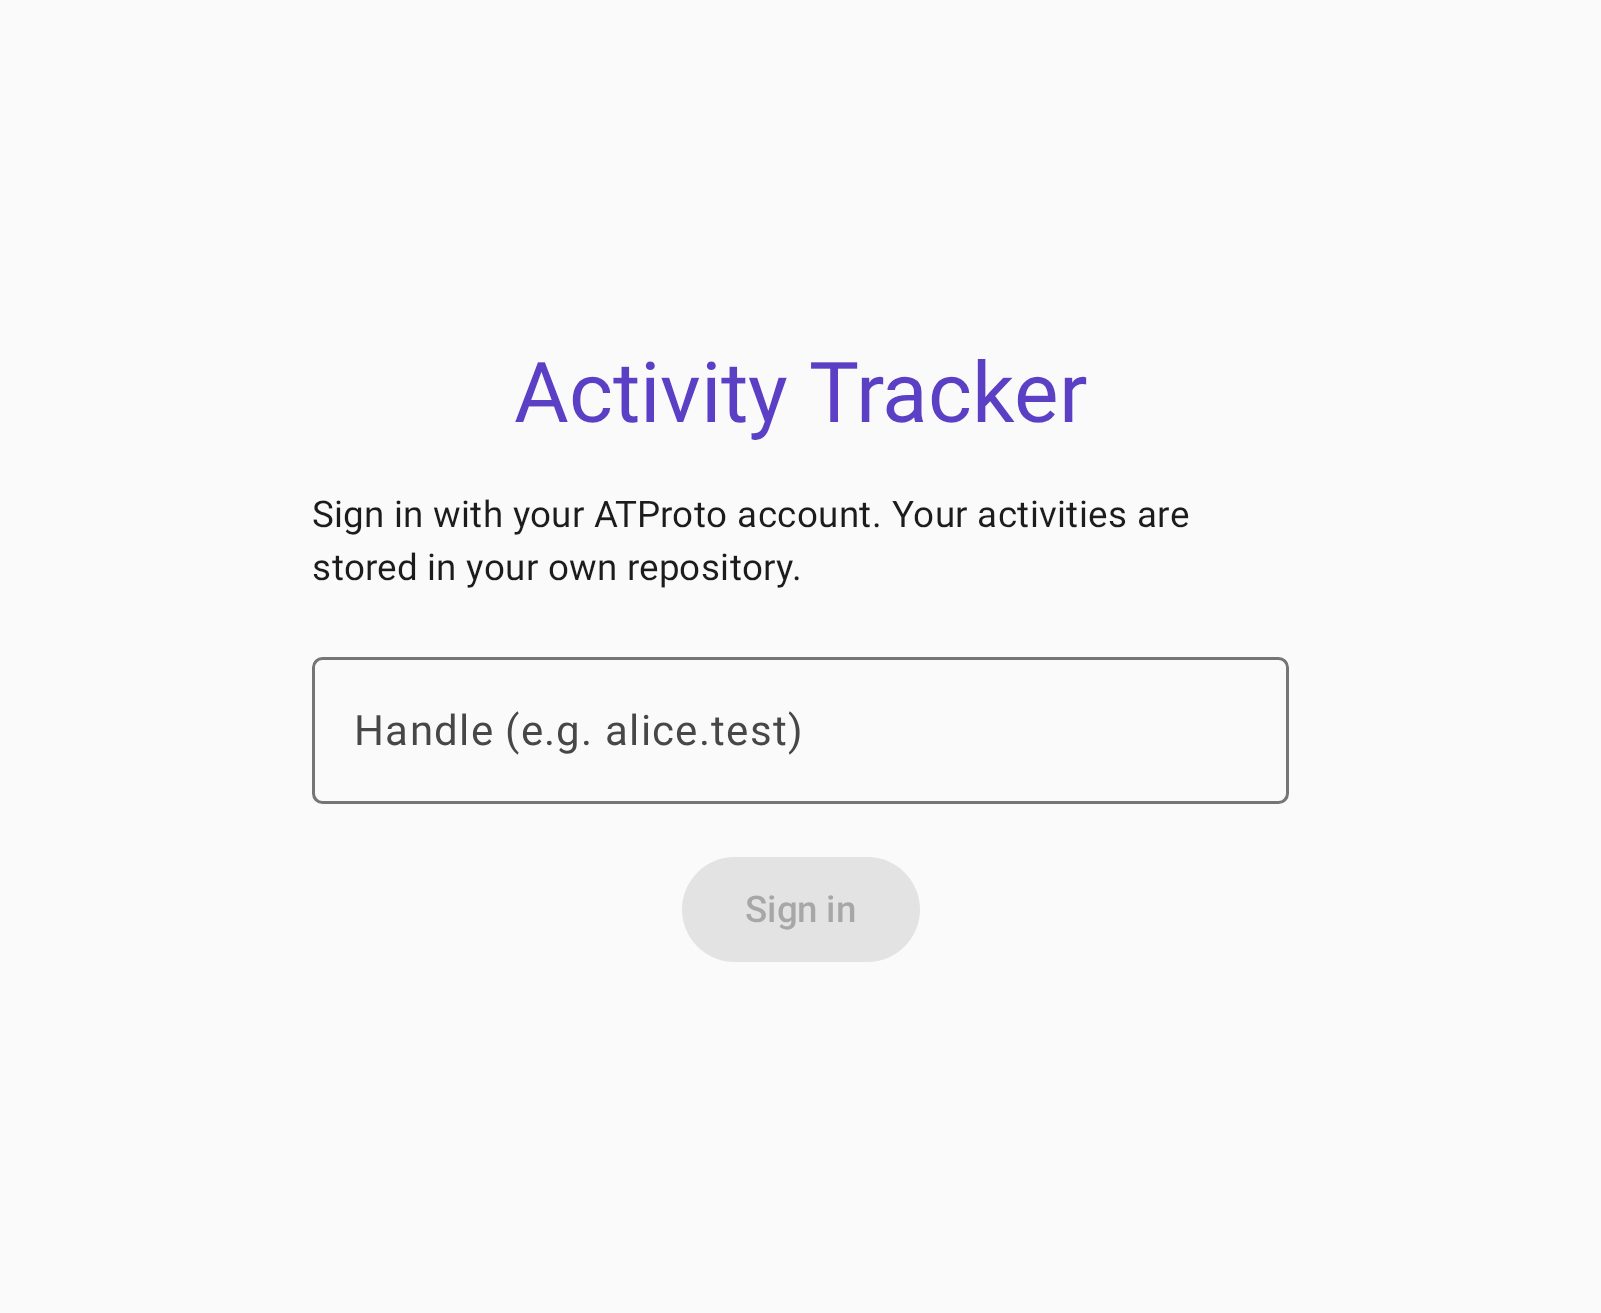 Activity Tracker
Sign in with your ATProto account. Your activities are
stored in your own repository.
Handle (e.g. alice.test)
Sign in